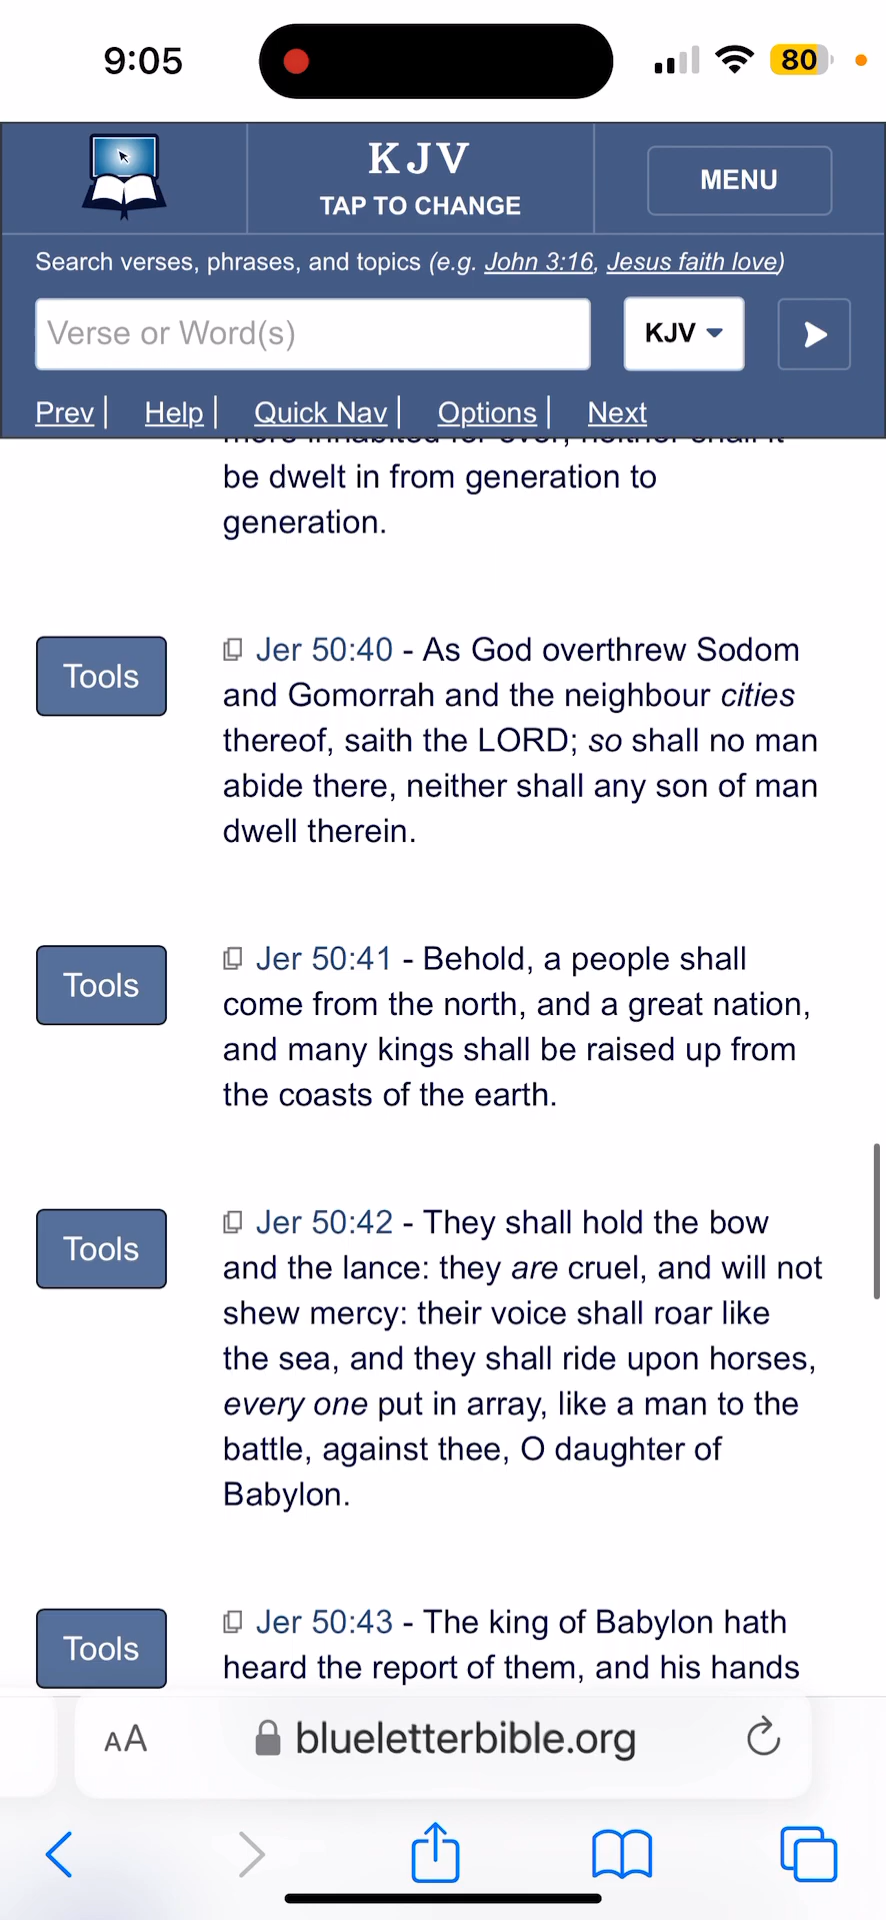 9:05
80
KJV
TAP TO CHANGE
MENU
Search verses, phrases, and topics (e.g. John 3:16, Jesus faith love)
Verse or Word(s)
KJV
Prev | Help | Quick Nav | Options | Next
be dwelt in from generation to
generation.
Tools
Jer 50:40 - As God overthrew Sodom
and Gomorrah and the neighbour cities
thereof, saith the LORD; so shall no man
abide there, neither shall any son of man
dwell therein.
Tools
Jer 50:41 - Behold, a people shall
come from the north, and a great nation,
and many kings shall be raised up from
the coasts of the earth.
Tools
Jer 50:42 - They shall hold the bow
and the lance: they are cruel, and will not
shew mercy: their voice shall roar like
the sea, and they shall ride upon horses,
every one put in array, like a man to the
battle, against thee, O daughter of
Babylon.
Tools
Jer 50:43 - The king of Babylon hath
heard the report of them, and his hands
AA
blueletterbible.org